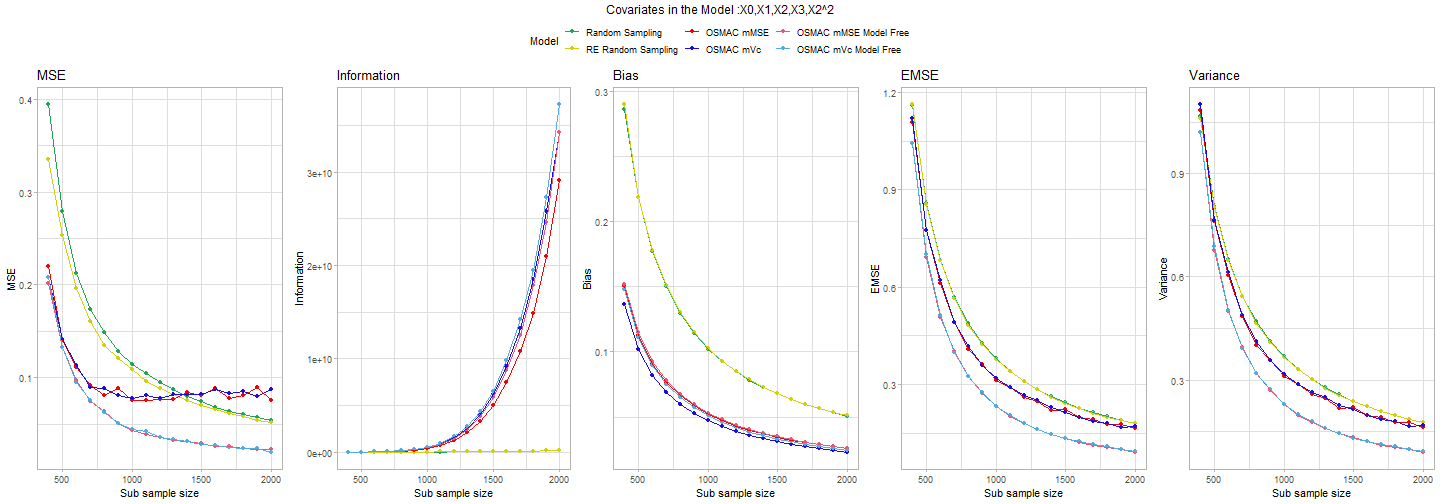 Covariates in the Model :X0,X1,X2,X3,X2^2
Model
Random Sampling
OSMAC mMSE
OSMAC mMSE Model Free
RE Random Sampling
OSMAC mVc
OSMAC mVc Model Free
MSE
Information
Bias
EMSE
Variance
MSE
0.4
0.3
0.2
0.1
500
1000
1500
2000
Sub sample size
Information
3e+10
2e+10
1e+10
0e+00
500
1000
1500
2000
Sub sample size
Bias
0.3
0.2
0.1
500
1000
1500
2000
Sub sample size
EMSE
1.2
0.9
0.6
0.3
500
1000
1500
2000
Sub sample size
Variance
0.9
0.6
0.3
500
1000
1500
2000
Sub sample size